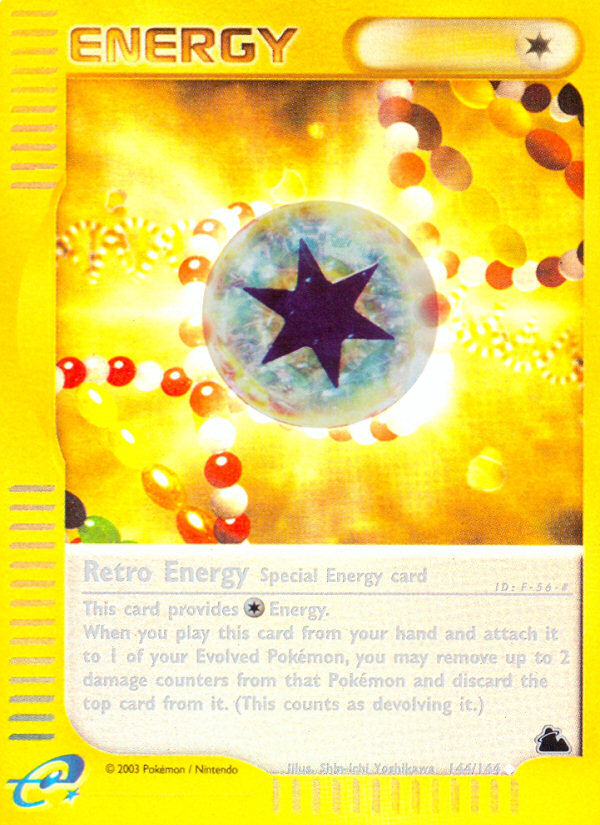 ENERGY
Retro Energy Special Energy card
ID: F-56-#
This card provides Energy.
When you play this card from your hand and attach it
to 1 of your Evolved Pokémon, you may remove up to 2
damage counters from that Pokémon and discard the
top card from it. (This counts as devolving it.)
© 2003 Pokémon / Nintendo
Illus. Shin-ichi Yoshikawa 144/144